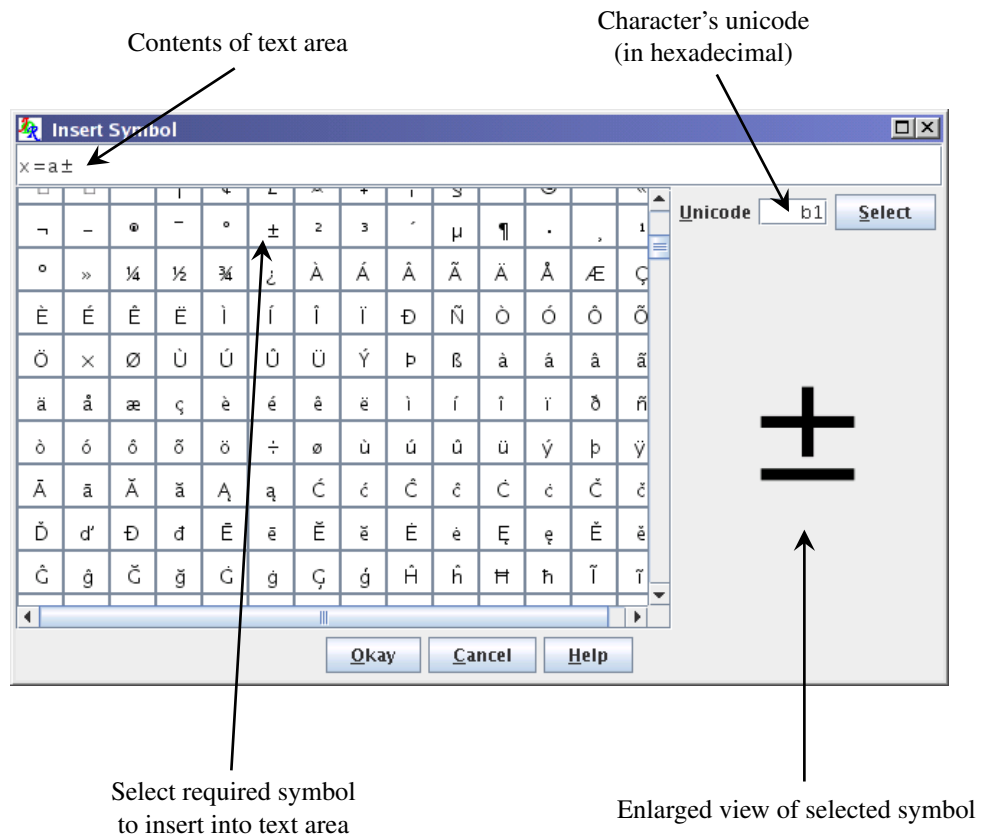 Contents of text area
Character's unicode
(in hexadecimal)
Insert Symbol
x=a±
Unicode b1 Select
¬ - ® ¯ ° ± ² ³ ´ µ ¶ · ¸ ¹
º » ¼ ½ ¾ ¿ À Á Â Ã Ä Å Æ Ç
È É Ê Ë Ì Í Î Ï Ð Ñ Ò Ó Ô Õ
Ö × Ø Ù Ú Û Ü Ý Þ ß à á â ã
ä å æ ç è é ê ë ì í î ï ð ñ
ò ó ô õ ö ÷ ø ù ú û ü ý þ ÿ
Ā ā Ă ă Ą ą Ć ć Ĉ ĉ Ċ ċ Č č
Ď ď Đ đ Ē ē Ĕ ĕ Ė ė Ę ę Ě ě
Ĝ ĝ Ğ ğ Ġ ġ Ģ ģ Ĥ ĥ Ħ ħ Ĩ ĩ
±
Okay Cancel Help
Select required symbol
to insert into text area
Enlarged view of selected symbol